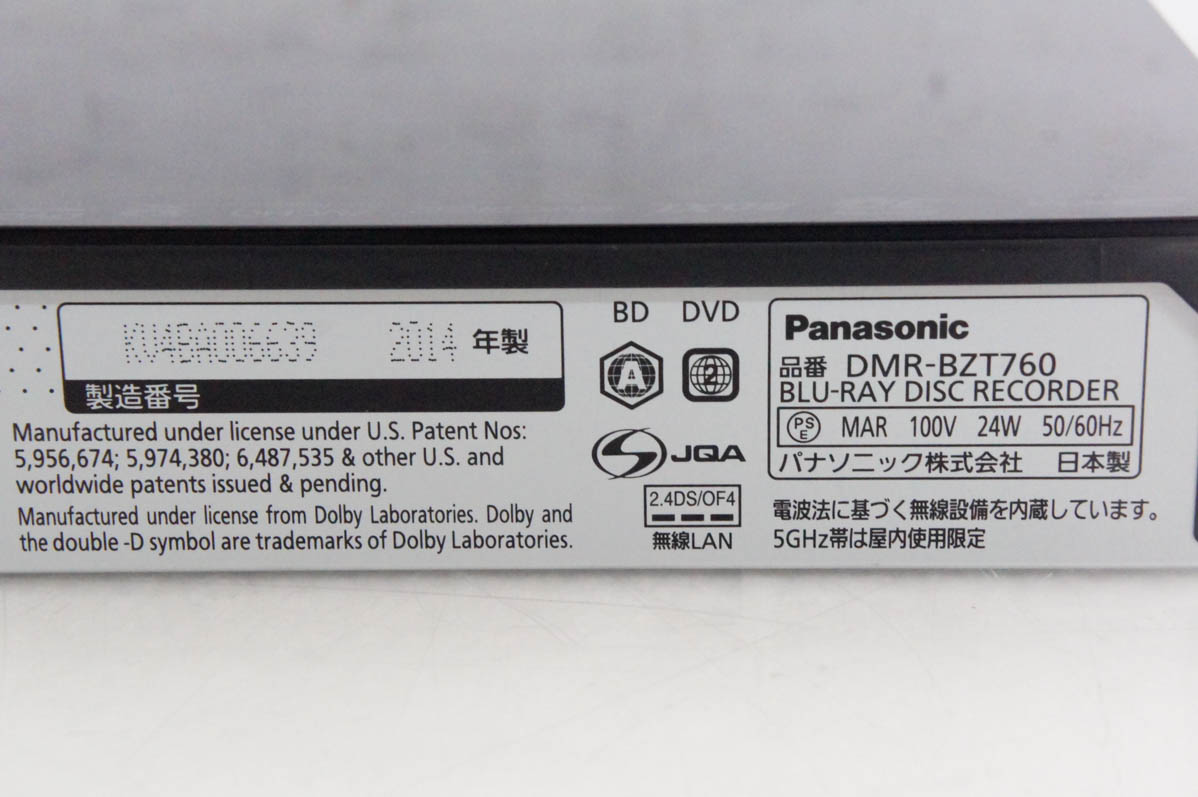 KV4BA006639 2014 年製
製造番号
Manufactured under license under U.S. Patent Nos:
5,956,674; 5,974,380; 6,487,535 & other U.S. and
worldwide patents issued & pending.
Manufactured under license from Dolby Laboratories. Dolby and
the double -D symbol are trademarks of Dolby Laboratories.
BD DVD
A 2
JQA
2.4DS/OF4
無線LAN
Panasonic
品番 DMR-BZT760
BLU-RAY DISC RECORDER
PSE MAR 100V 24W 50/60Hz
パナソニック株式会社 日本製
電波法に基づく無線設備を内蔵しています。
5GHz帯は屋内使用限定